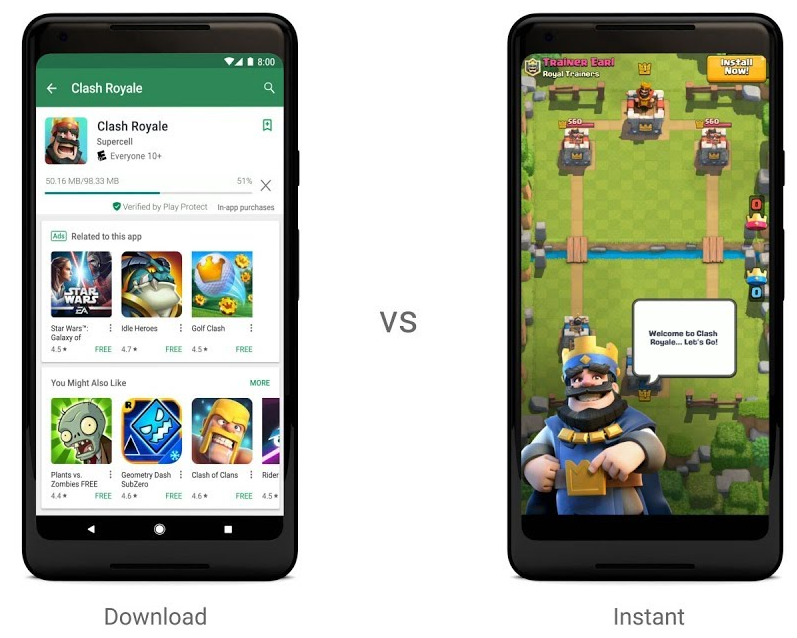 8:00
Clash Royale
Clash Royale
Supercell
Everyone 10+
50.16 MB/98.33 MB 51%
Verified by Play Protect In-app purchases
Ads Related to this app
STAR
WARS
EA
Star Wars™:
Galaxy of
4.5★ FREE
Idle Heroes
4.7★ FREE
Golf Clash
4.5★ FREE
You Might Also Like MORE
Plants vs.
Zombies FREE
4.4★ FREE
Geometry Dash
SubZero
4.6★ FREE
Clash of Clans
4.6★ FREE
Rider
4.5★
Download
vs
Trainer Earl
Royal Trainers
Install
Now!
560
560
0
0
Welcome to Clash
Royale... Let's Go!
Instant